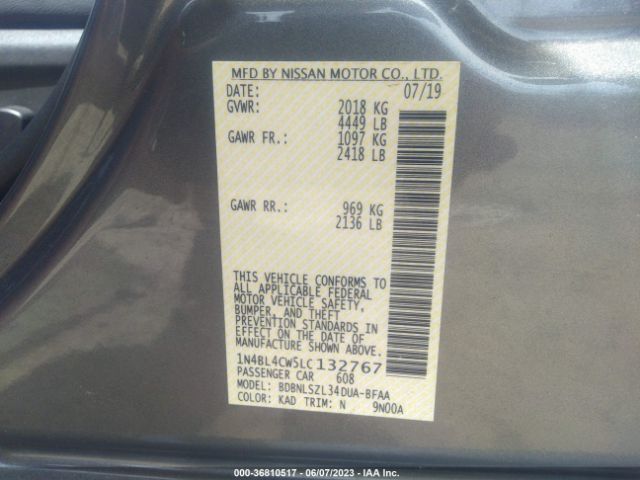 MFD BY NISSAN MOTOR CO., LTD.
DATE: 07/19
GVWR: 2018 KG
4449 LB
GAWR FR.: 1097 KG
2418 LB
GAWR RR.: 969 KG
2136 LB
THIS VEHICLE CONFORMS TO
ALL APPLICABLE FEDERAL
MOTOR VEHICLE SAFETY,
BUMPER, AND THEFT
PREVENTION STANDARDS IN
EFFECT ON THE DATE OF
MANUFACTURE SHOWN ABOVE.
1N4BL4CW5LC132767
PASSENGER CAR 608
MODEL: BDBNLSZL34DUA-BFAA
COLOR: KAD TRIM: N 9N00A
000-36810517 - 06/07/2023 - IAA Inc.